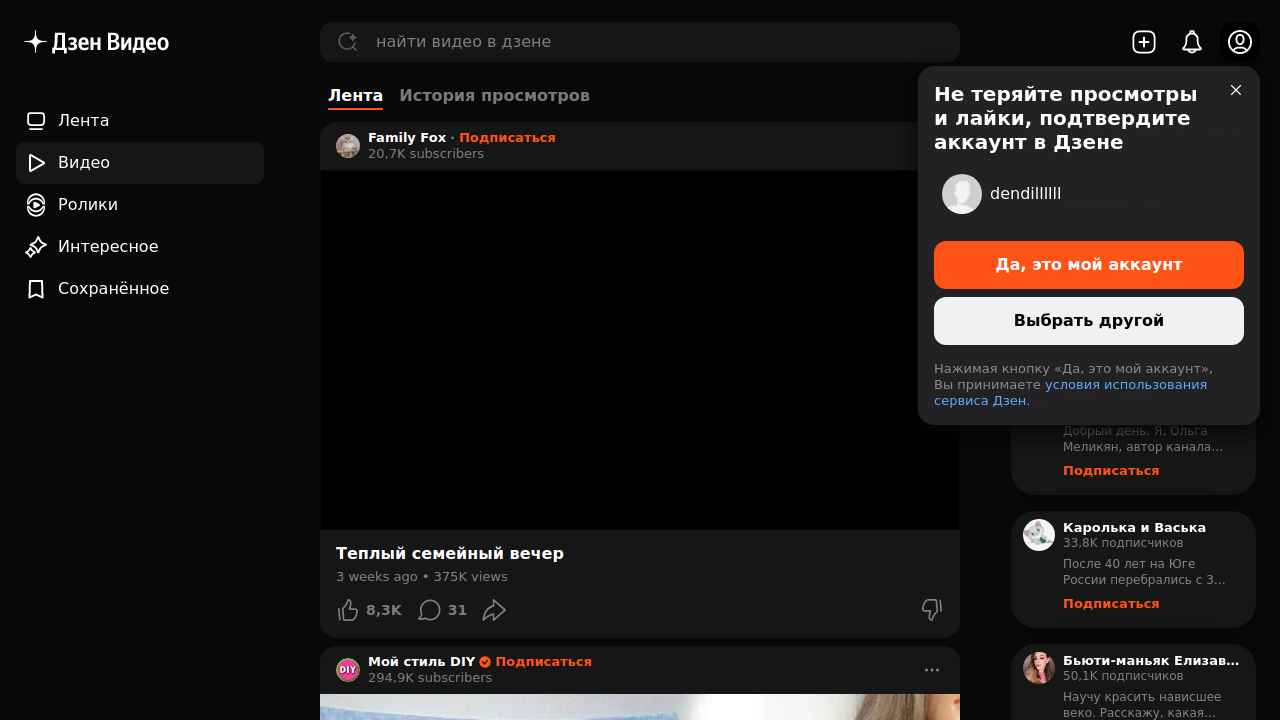 Дзен Видео
найти видео в дзене
Лента
Видео
Ролики
Интересное
Сохранённое
Лента
История просмотров
Family Fox · Подписаться
20,7K subscribers
Теплый семейный вечер
3 weeks ago • 375K views
8,3K
31
DIY
Мой стиль DIY Подписаться
294,9K subscribers
Не теряйте просмотры
и лайки, подтвердите
аккаунт в Дзене
dendilllllll
Да, это мой аккаунт
Выбрать другой
Нажимая кнопку «Да, это мой аккаунт»,
Вы принимаете условия использования
сервиса Дзен.
Добрый день. Я, Ольга
Меликян, автор канала…
Подписаться
Каролька и Васька
33,8K подписчиков
После 40 лет на Юге
России перебрались с З…
Подписаться
Бьюти-маньяк Елизав…
50,1K подписчиков
Научу красить нависшее
веко. Расскажу, какая…